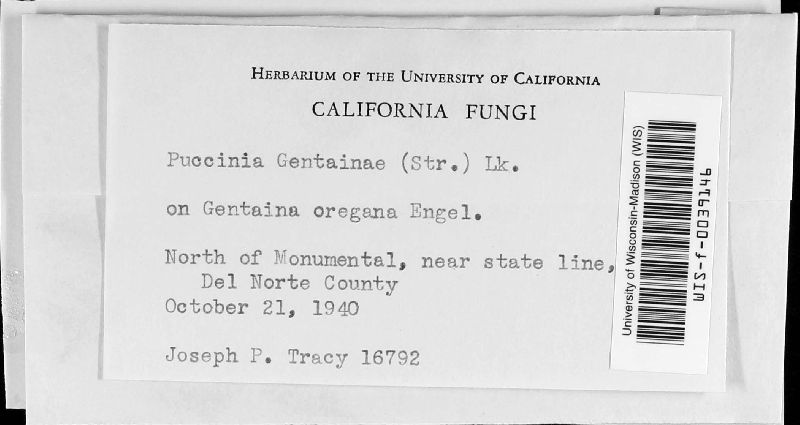 HERBARIUM OF THE UNIVERSITY OF CALIFORNIA
CALIFORNIA FUNGI
Puccinia Gentainae (Str.) Lk.
on Gentaina oregana Engel.
North of Monumental, near state line,
Del Norte County
October 21, 1940
Joseph P. Tracy 16792
University of Wisconsin-Madison (WIS)
WIS-f-0039146